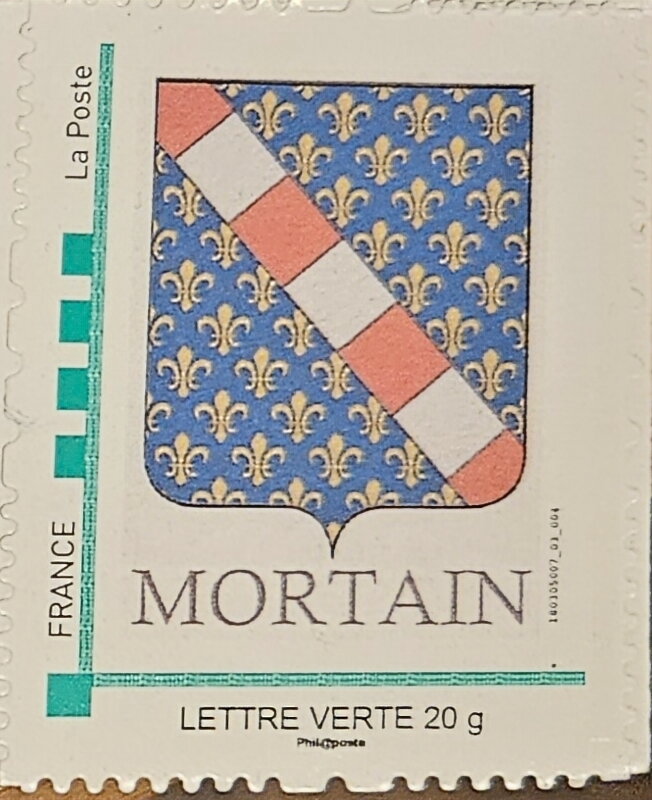 La Poste
FRANCE
MORTAIN
LETTRE VERTE 20 g
Phil@poste